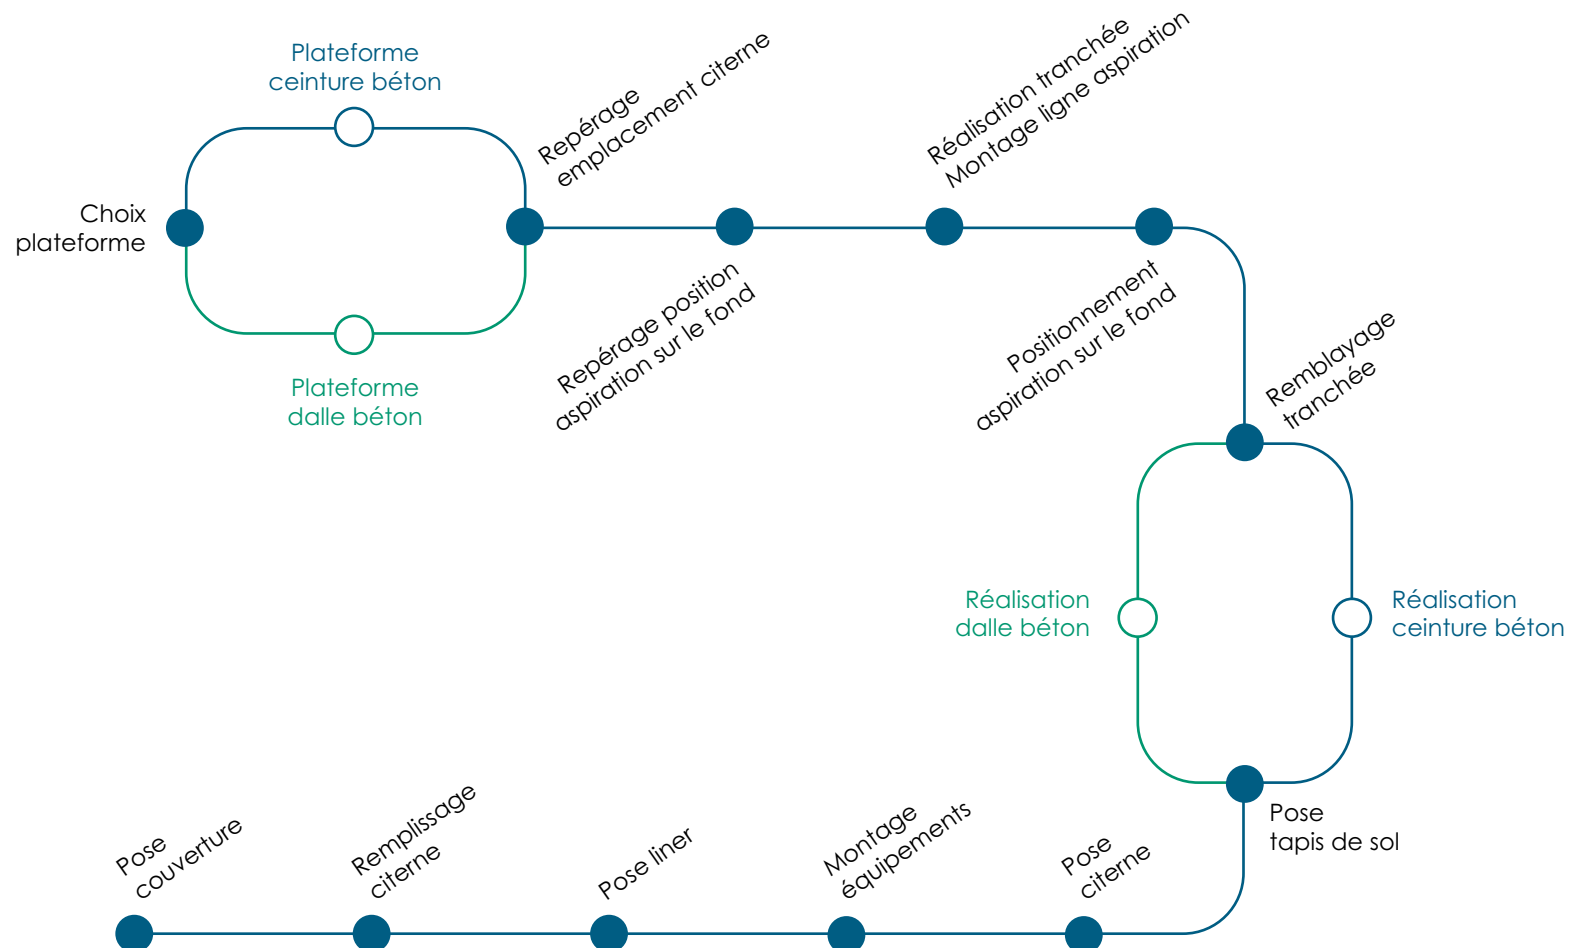 Plateforme
ceinture béton
Choix
plateforme
Plateforme
dalle béton
Repérage
emplacement citerne
Repérage position
aspiration sur le fond
Réalisation tranchée
Montage ligne aspiration
Positionnement
aspiration sur le fond
Remblayage
tranchée
Réalisation
dalle béton
Réalisation
ceinture béton
Pose
tapis de sol
Pose
citerne
Montage
équipements
Pose liner
Remplissage
citerne
Pose
couverture